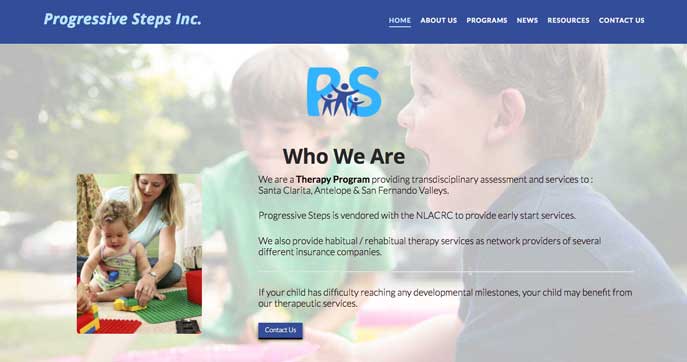 Progressive Steps Inc.
HOME ABOUT US PROGRAMS NEWS RESOURCES CONTACT US
PS
Who We Are
We are a Therapy Program providing transdisciplinary assessment and services to :
Santa Clarita, Antelope & San Fernando Valleys.
Progressive Steps is vendored with the NLACRC to provide early start services.
We also provide habitual / rehabitual therapy services as network providers of several
different insurance companies.
If your child has difficulty reaching any developmental milestones, your child may benefit from
our therapeutic services.
Contact Us